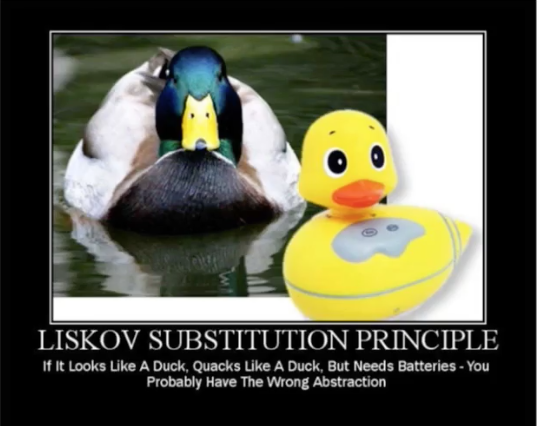 LISKOV SUBSTITUTION PRINCIPLE
If It Looks Like A Duck, Quacks Like A Duck, But Needs Batteries - You
Probably Have The Wrong Abstraction